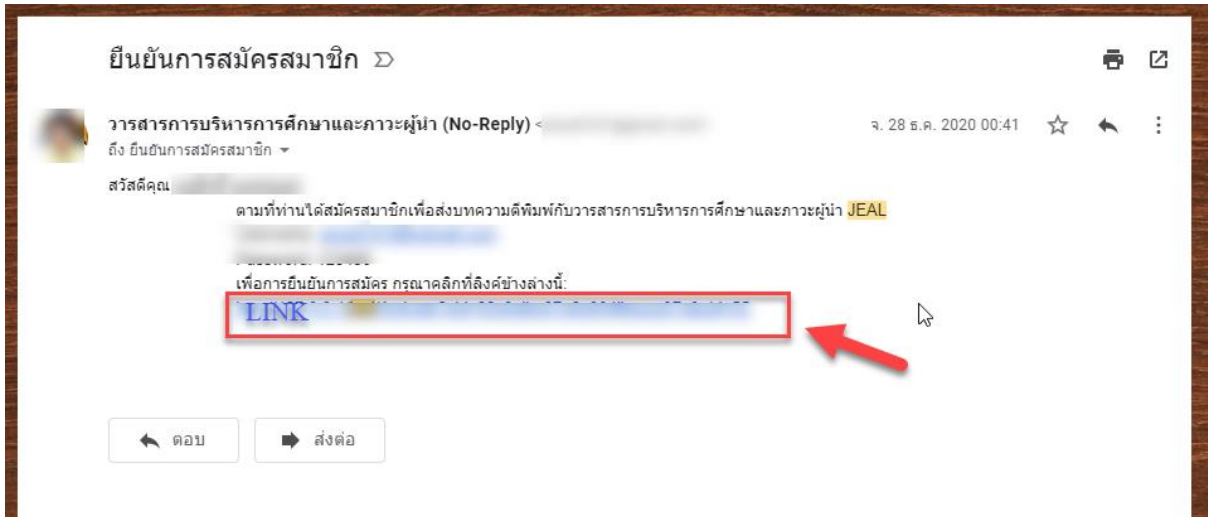 ยืนยันการสมัครสมาชิก
วารสารการบริหารการศึกษาและภาวะผู้นำ (No-Reply) <
จ. 28 ธ.ค. 2020 00:41
ถึง ยืนยันการสมัครสมาชิก
สวัสดีคุณ
ตามที่ท่านได้สมัครสมาชิกเพื่อส่งบทความตีพิมพ์กับวารสารการบริหารการศึกษาและภาวะผู้นำ JEAL
เพื่อการยืนยันการสมัคร กรุณาคลิกที่ลิงค์ข้างล่างนี้:
LINK
ตอบ
ส่งต่อ